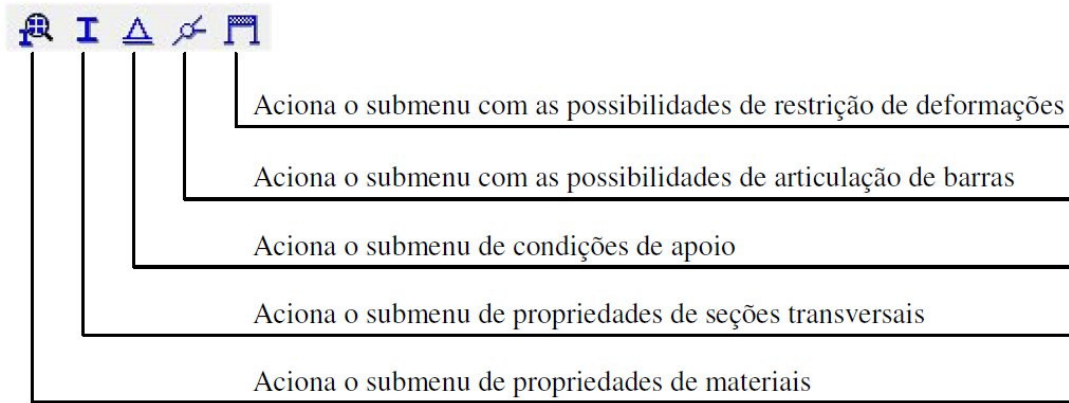 Aciona o submenu com as possibilidades de restrição de deformações
Aciona o submenu com as possibilidades de articulação de barras
Aciona o submenu de condições de apoio
Aciona o submenu de propriedades de seções transversais
Aciona o submenu de propriedades de materiais